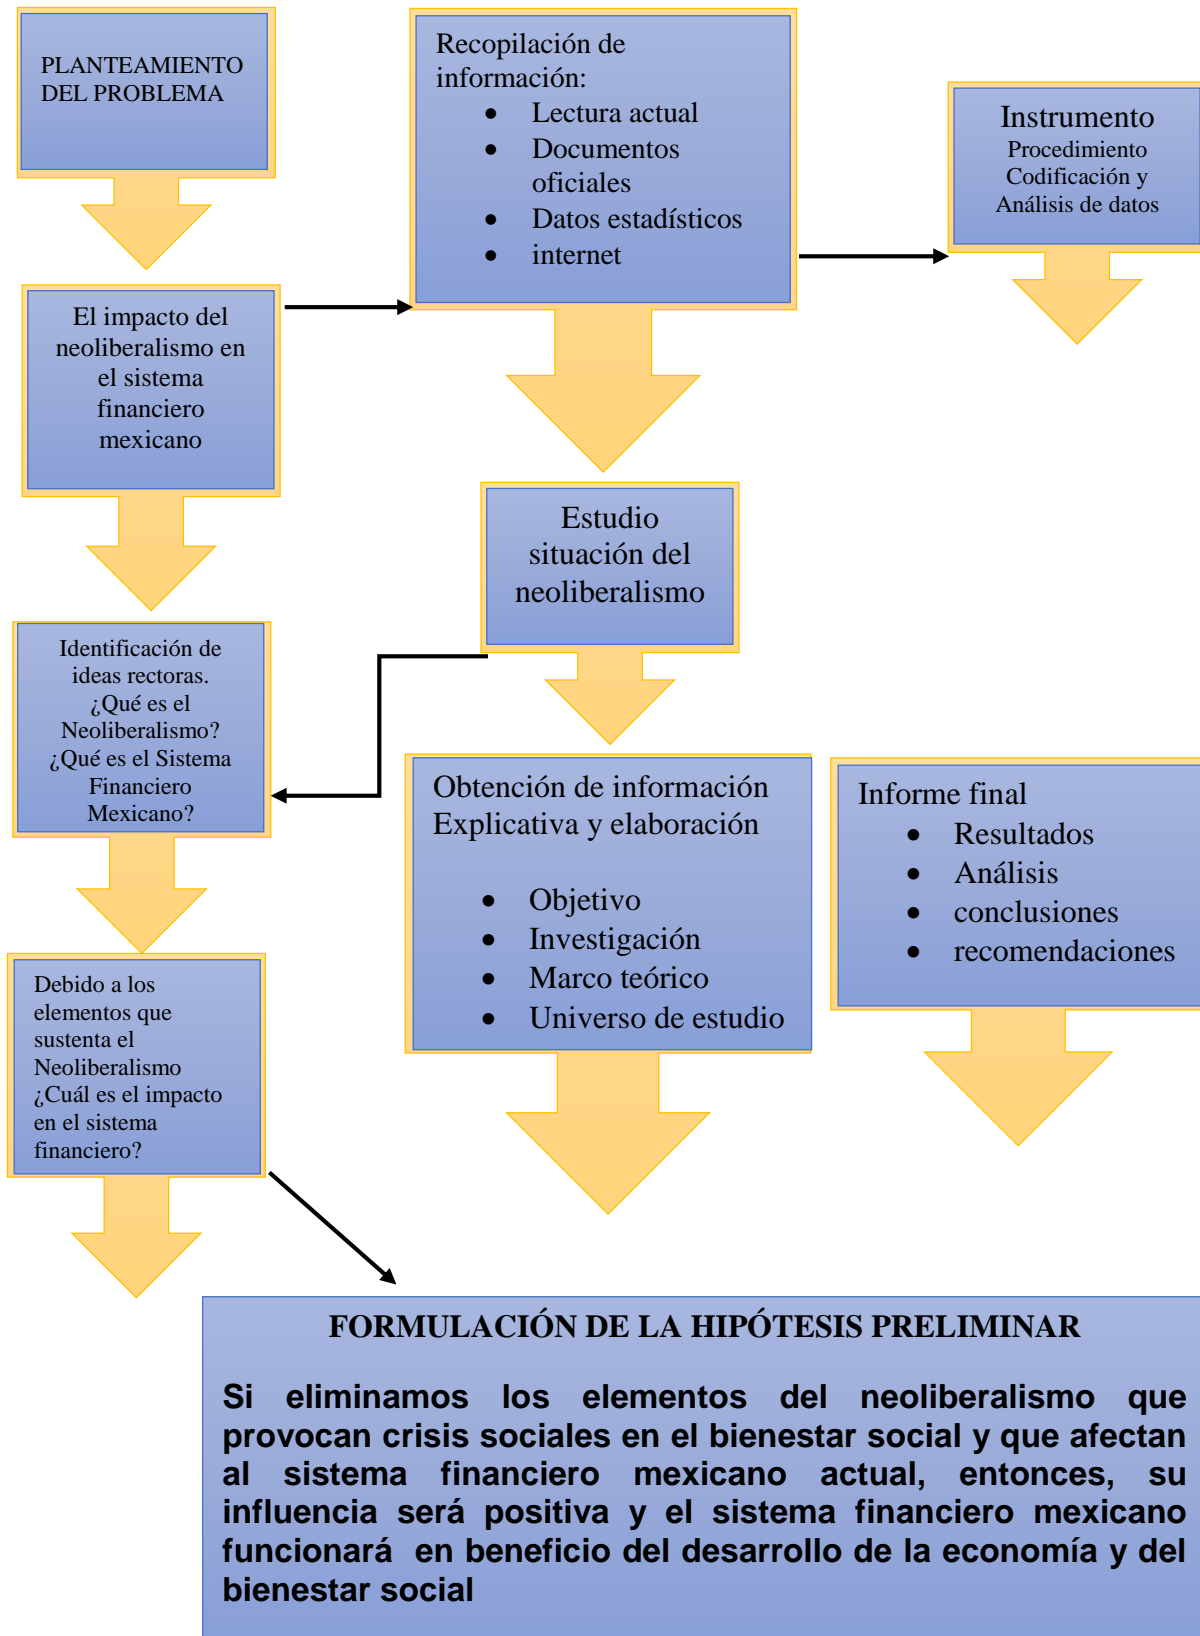 PLANTEAMIENTO
DEL PROBLEMA
El impacto del
neoliberalismo en
el sistema
financiero
mexicano
Identificación de
ideas rectoras.
¿Qué es el
Neoliberalismo?
¿Qué es el Sistema
Financiero
Mexicano?
Debido a los
elementos que
sustenta el
Neoliberalismo
¿Cuál es el impacto
en el sistema
financiero?
Recopilación de
información:
• Lectura actual
• Documentos
oficiales
• Datos estadísticos
• internet
Estudio
situación del
neoliberalismo
Obtención de información
Explicativa y elaboración
• Objetivo
• Investigación
• Marco teórico
• Universo de estudio
Instrumento
Procedimiento
Codificación y
Análisis de datos
Informe final
• Resultados
• Análisis
• conclusiones
• recomendaciones
FORMULACIÓN DE LA HIPÓTESIS PRELIMINAR
Si eliminamos los elementos del neoliberalismo que
provocan crisis sociales en el bienestar social y que afectan
al sistema financiero mexicano actual, entonces, su
influencia será positiva y el sistema financiero mexicano
funcionará en beneficio del desarrollo de la economía y del
bienestar social